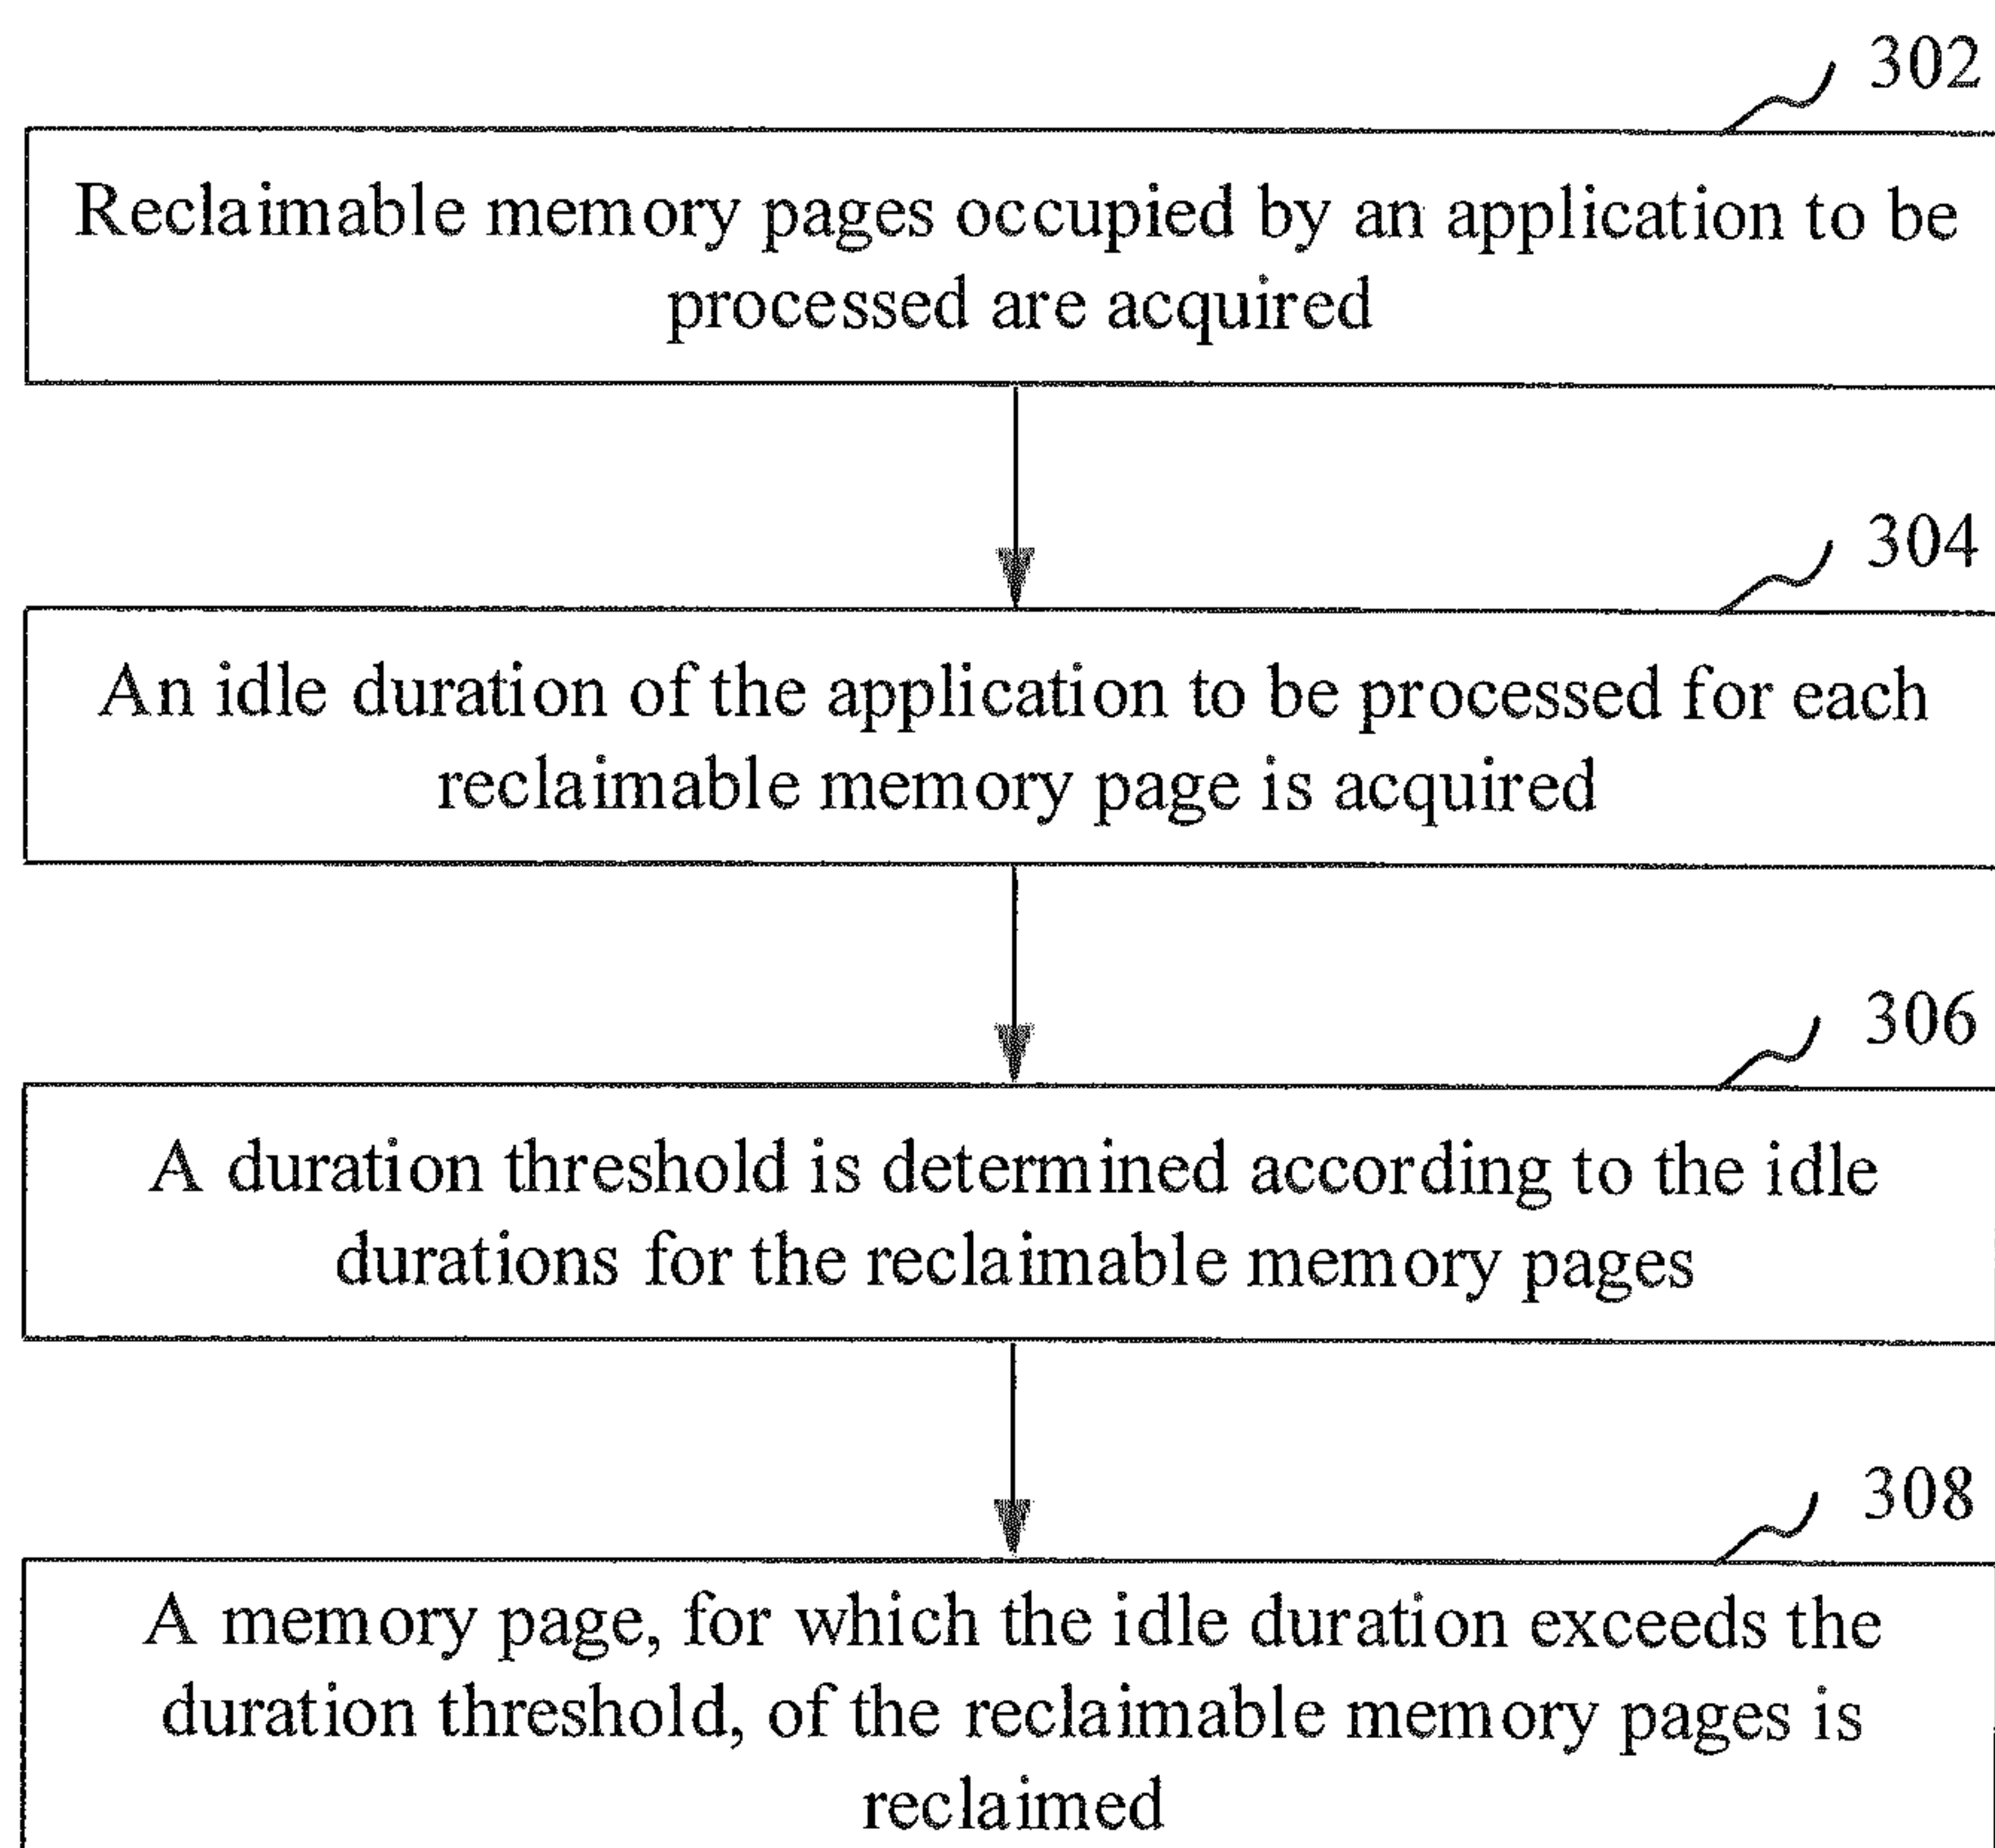 302
Reclaimable memory pages occupied by an application to be
processed are acquired
304
An idle duration of the application to be processed for each
reclaimable memory page is acquired
306
A duration threshold is determined according to the idle
durations for the reclaimable memory pages
308
A memory page, for which the idle duration exceeds the
duration threshold, of the reclaimable memory pages is
reclaimed